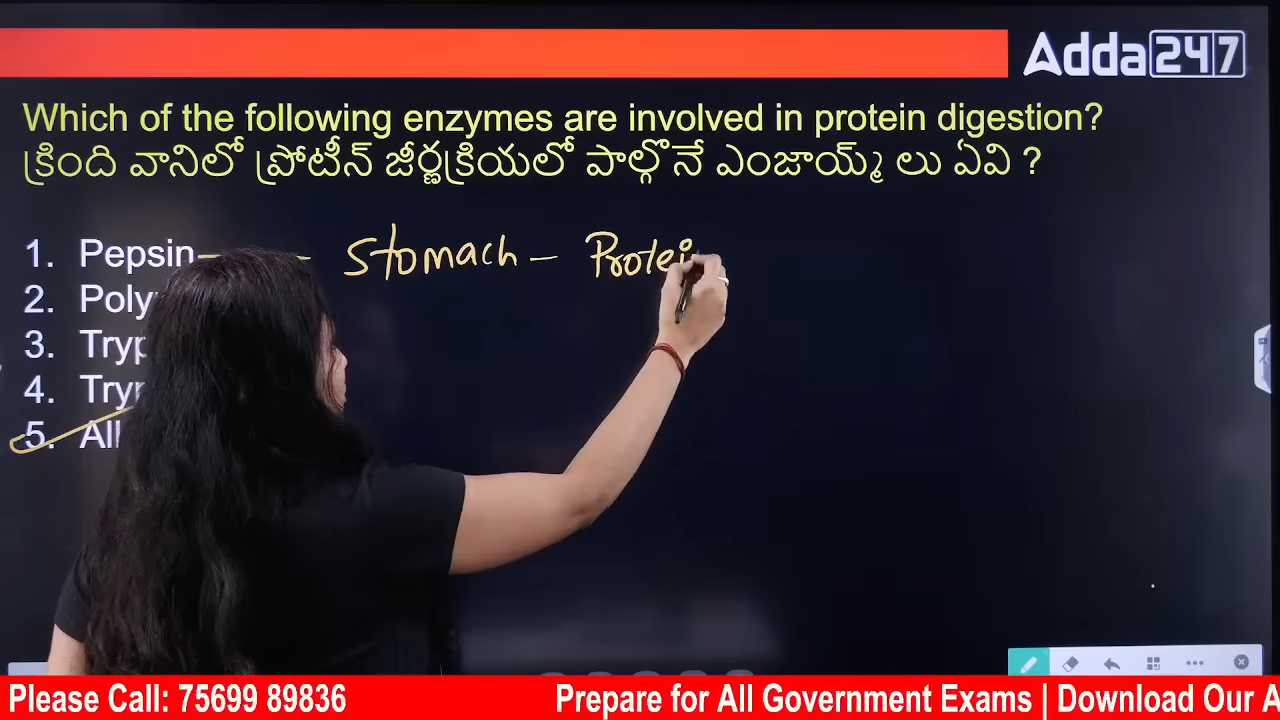 Adda247
Which of the following enzymes are involved in protein digestion?
క్రింది వానిలో ప్రోటీన్ జీర్ణక్రియలో పాల్గొనే ఎంజాయ్మ్ లు ఏవి ?
1. Pepsin Stomach - Protei
2. Poly
3. Tryp
4. Tryp
5. All
Please Call: 75699 89836 Prepare for All Government Exams | Download Our A